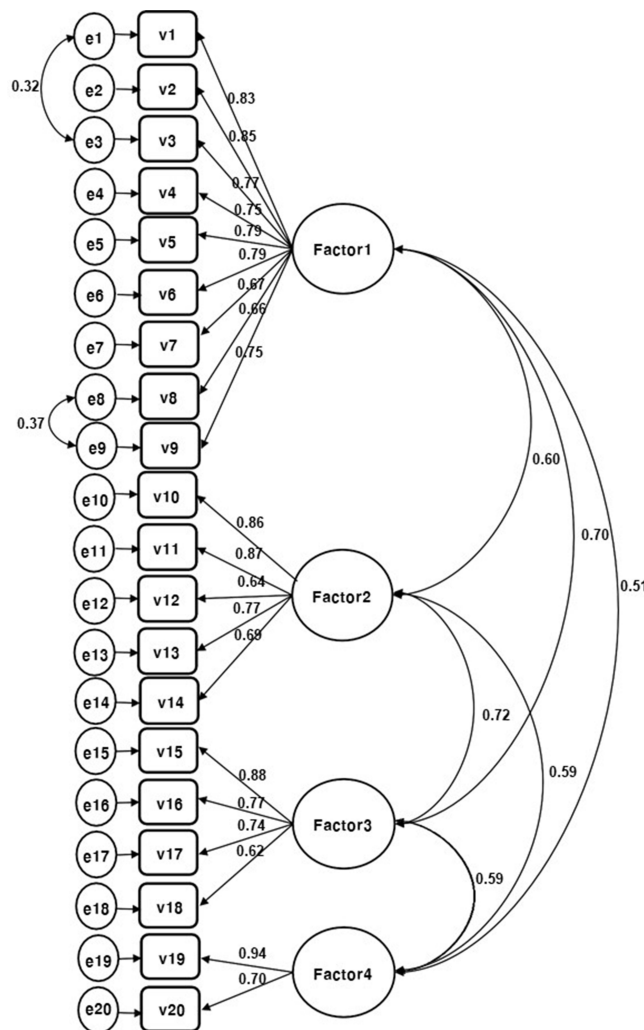 e1 v1
0.32
e2 v2
0.83
e3 v3
0.85
e4 v4
0.77
0.75
e5 v5
0.79
Factor1
0.79
e6 v6
0.67
0.66
e7 v7
0.75
e8 v8
0.37
e9 v9
0.60
e10 v10
0.86
0.70
e11 v11
0.87
0.64
0.51
e12 v12
Factor2
0.77
0.69
e13 v13
e14 v14
0.72
e15 v15
0.88
0.59
e16 v16
0.77
Factor3
0.74
e17 v17
0.62
0.59
e18 v18
e19 v19
0.94
Factor4
0.70
e20 v20